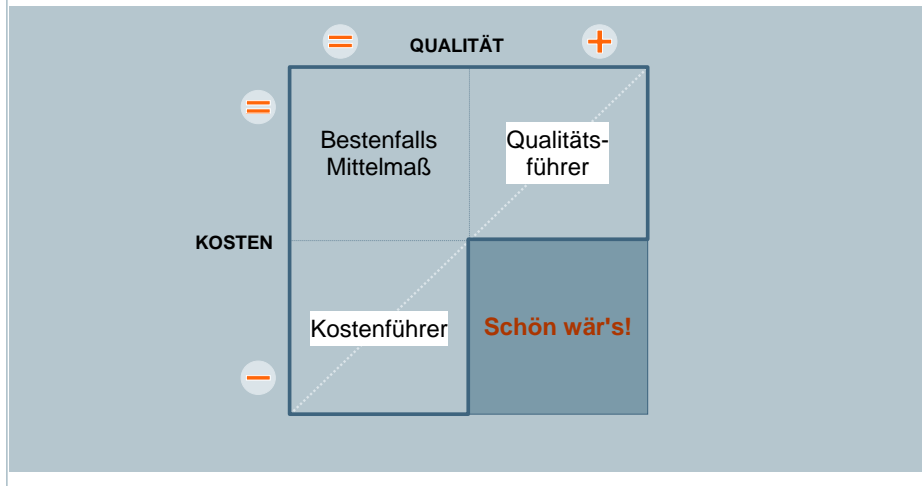 = QUALITÄT +
=
Bestenfalls
Mittelmaß
Qualitäts-
führer
KOSTEN
Kostenführer
Schön wär's!
−